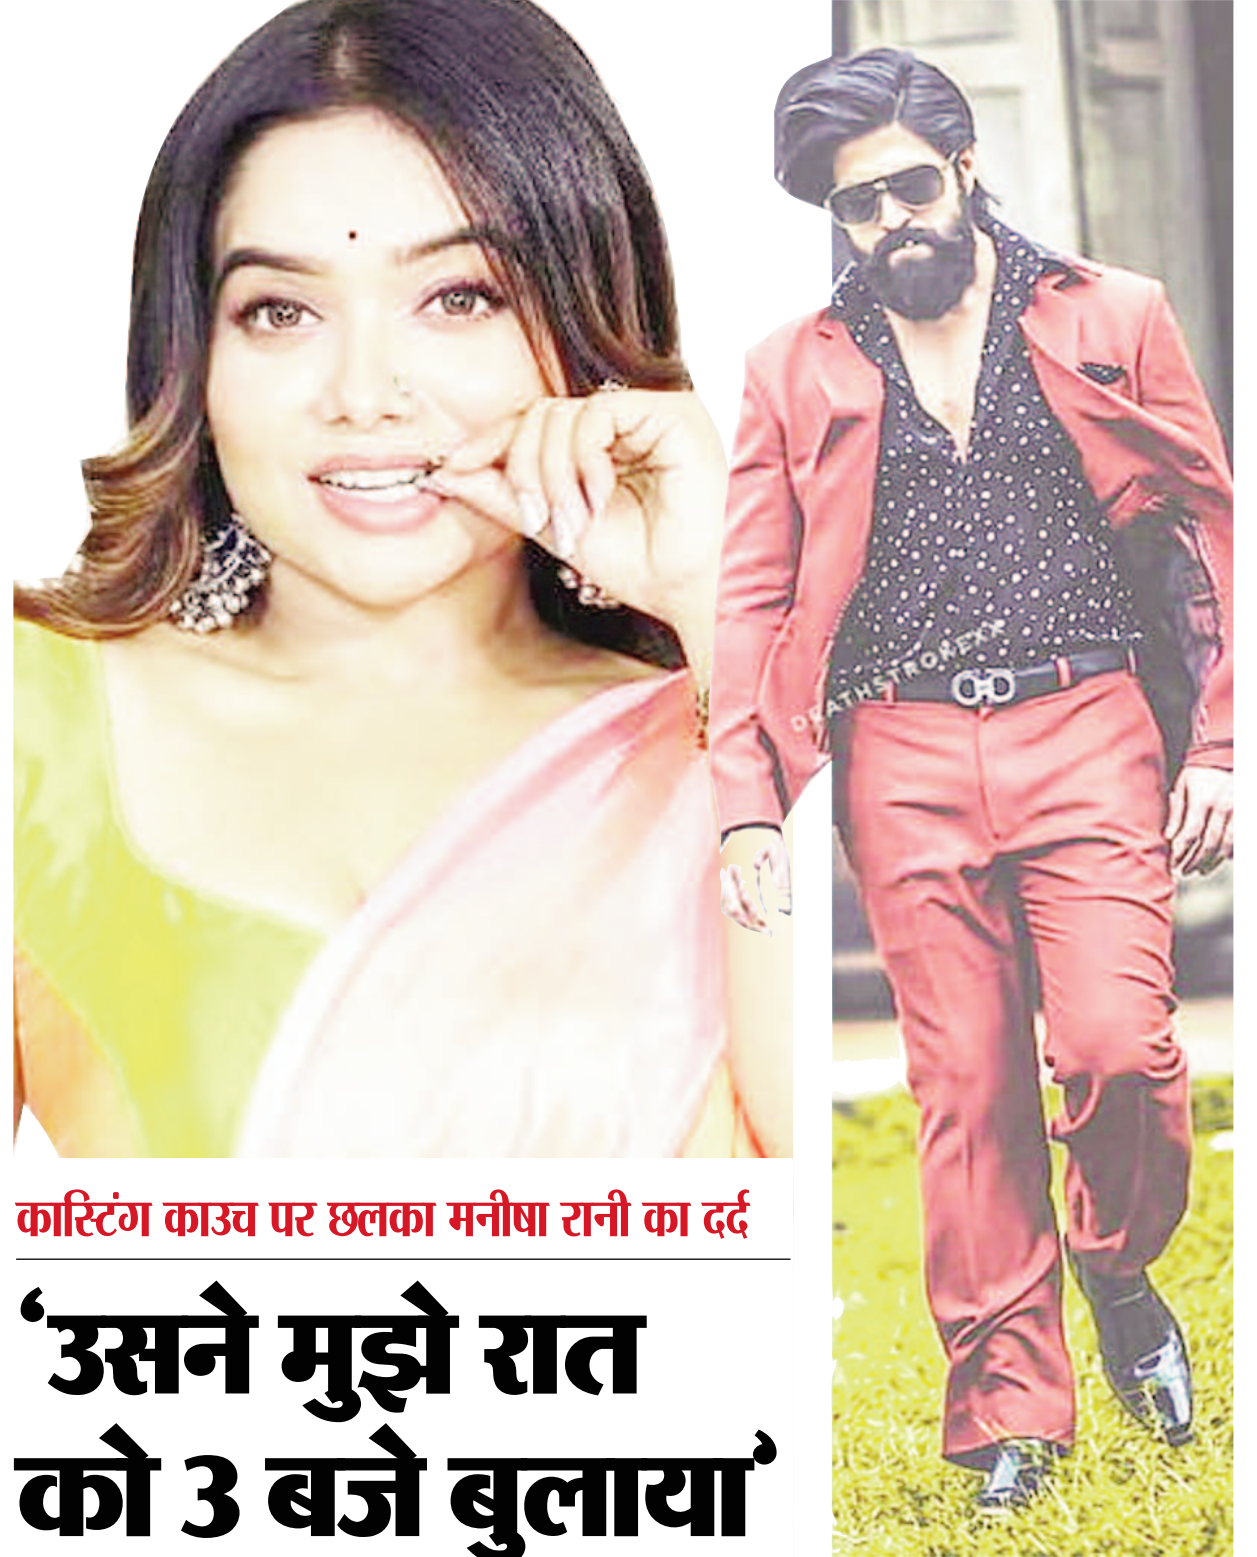 DEATHSTROKEXX
कास्टिंग काउच पर छलका मनीषा रानी का दर्द
‘उसने मुझे रात
को 3 बजे बुलाया’